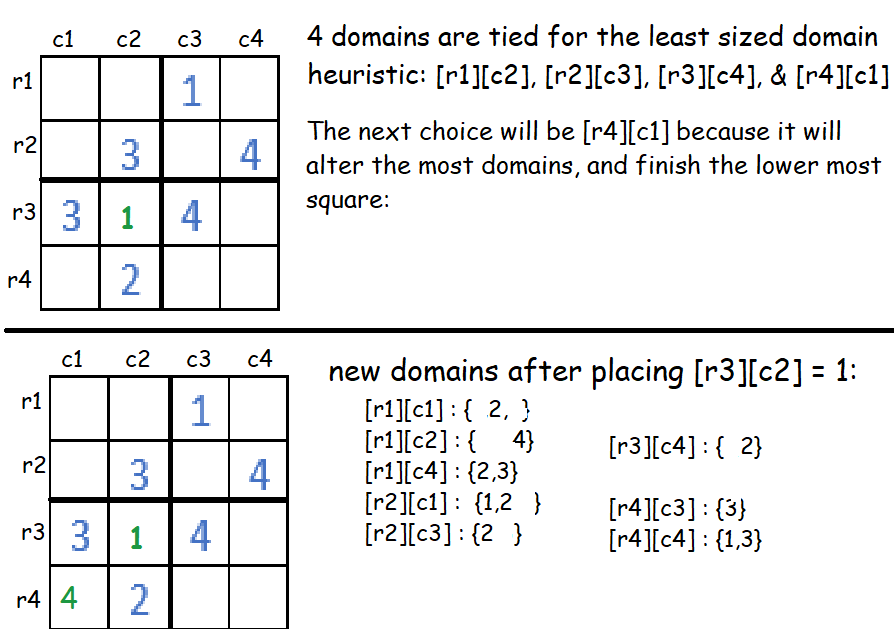 c1 c2 c3 c4
4 domains are tied for the least sized domain
heuristic: [r1][c2], [r2][c3], [r3][c4], & [r4][c1]
r1 1
The next choice will be [r4][c1] because it will
r2 3 4
alter the most domains, and finish the lower most
square:
r3 3 1 4
r4 2
c1 c2 c3 c4
new domains after placing [r3][c2] = 1:
r1 1
[r1][c1] : { 2, }
[r1][c2] : { 4}
[r3][c4] : { 2}
r2 3 4
[r1][c4] : {2,3}
[r2][c1] : {1,2 }
[r4][c3] : {3}
r3 3 1 4
[r2][c3] : {2 }
[r4][c4] : {1,3}
r4 4 2